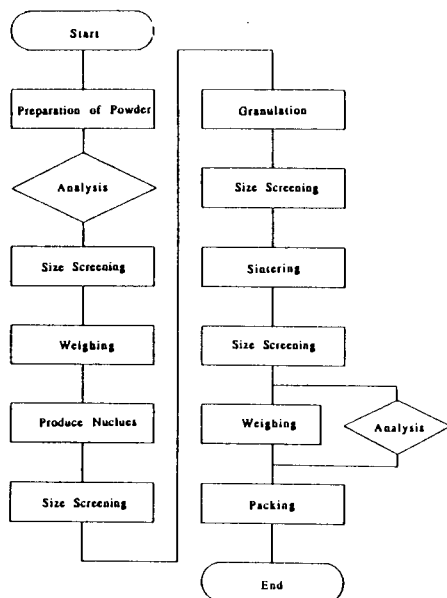 Start
Preparation of Powder
Analysis
Size Screening
Weighing
Produce Nuclues
Size Screening
Granulation
Size Screening
Sintering
Size Screening
Weighing
Analysis
Packing
End